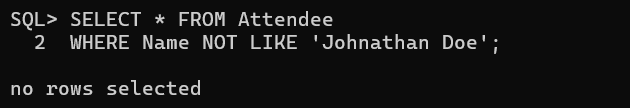 SQL> SELECT * FROM Attendee
2 WHERE Name NOT LIKE 'Johnathan Doe';
no rows selected